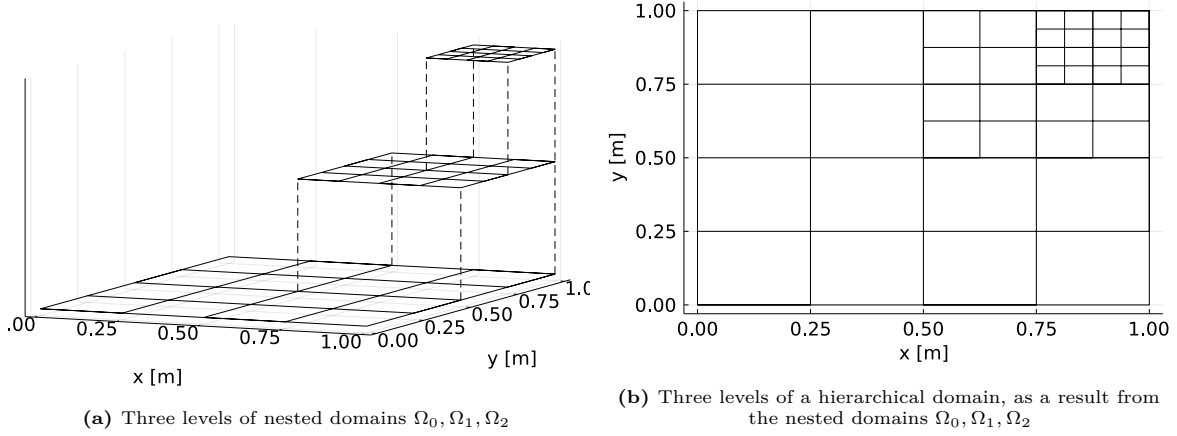 .00
0.25
0.50
0.75
1.00
x [m]
0.00
0.25
0.50
0.75
1.0
y [m]
(a) Three levels of nested domains Ω0, Ω1, Ω2
1.00
0.75
0.50
0.25
0.00
y [m]
0.00 0.25 0.50 0.75 1.00
x [m]
(b) Three levels of a hierarchical domain, as a result from
the nested domains Ω0, Ω1, Ω2